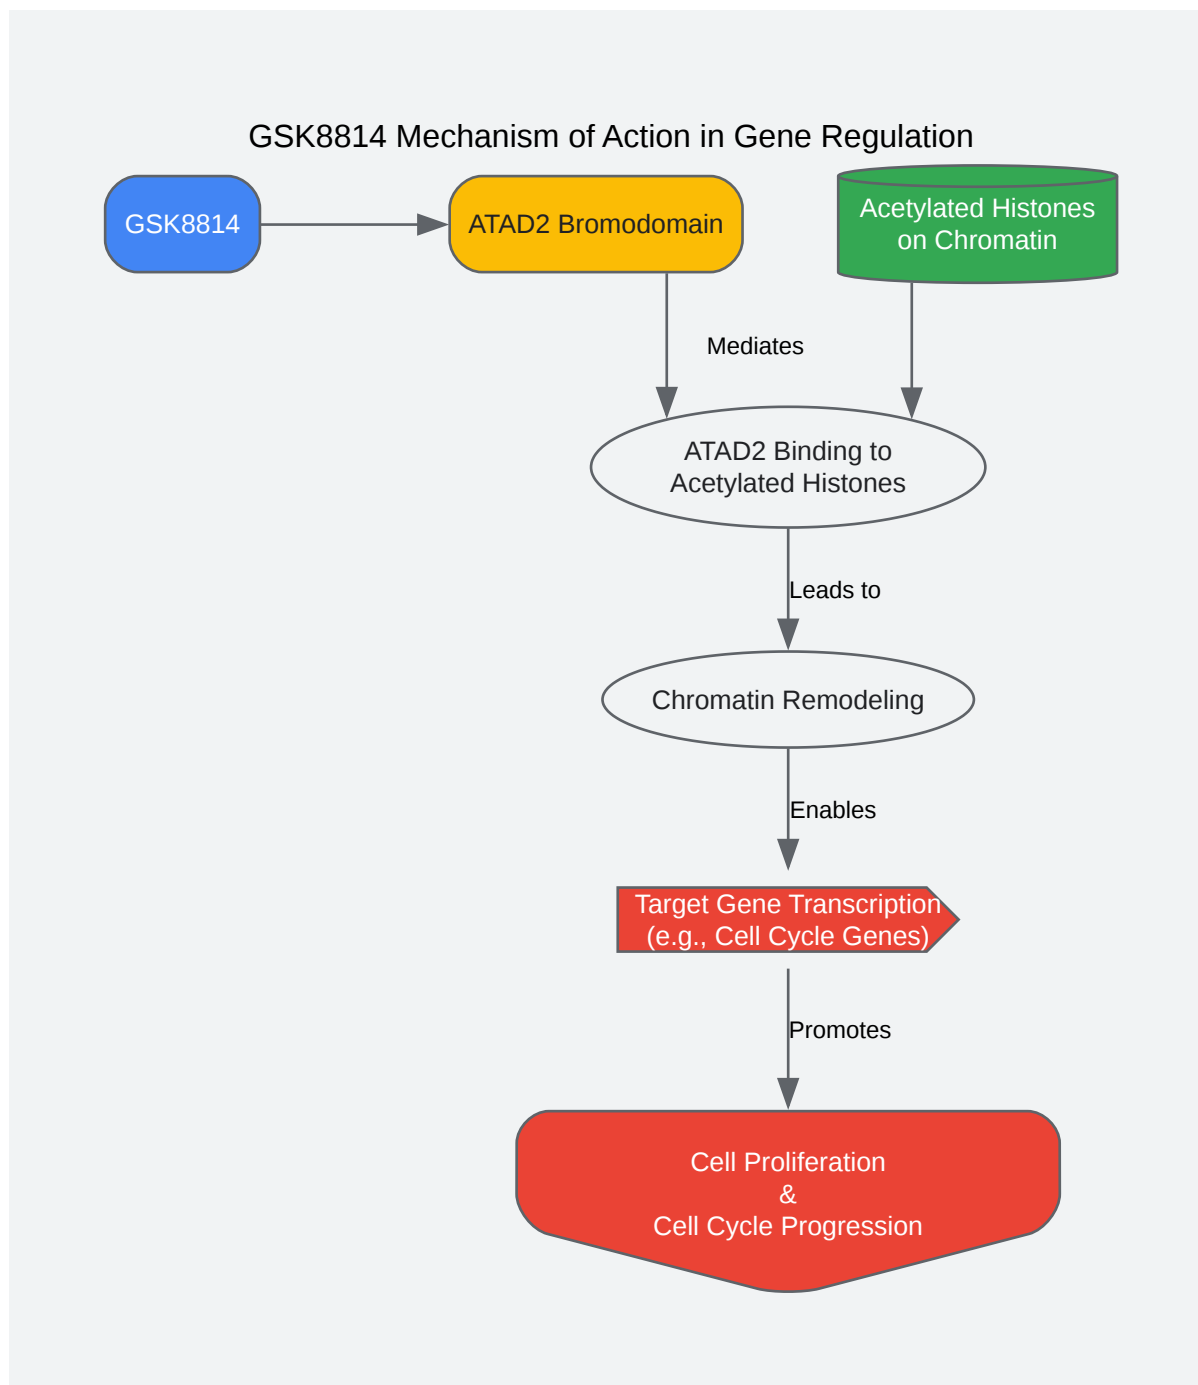 GSK8814 Mechanism of Action in Gene Regulation
GSK8814
ATAD2 Bromodomain
Acetylated Histones
on Chromatin
Mediates
ATAD2 Binding to
Acetylated Histones
Leads to
Chromatin Remodeling
Enables
Target Gene Transcription
(e.g., Cell Cycle Genes)
Promotes
Cell Proliferation
&
Cell Cycle Progression